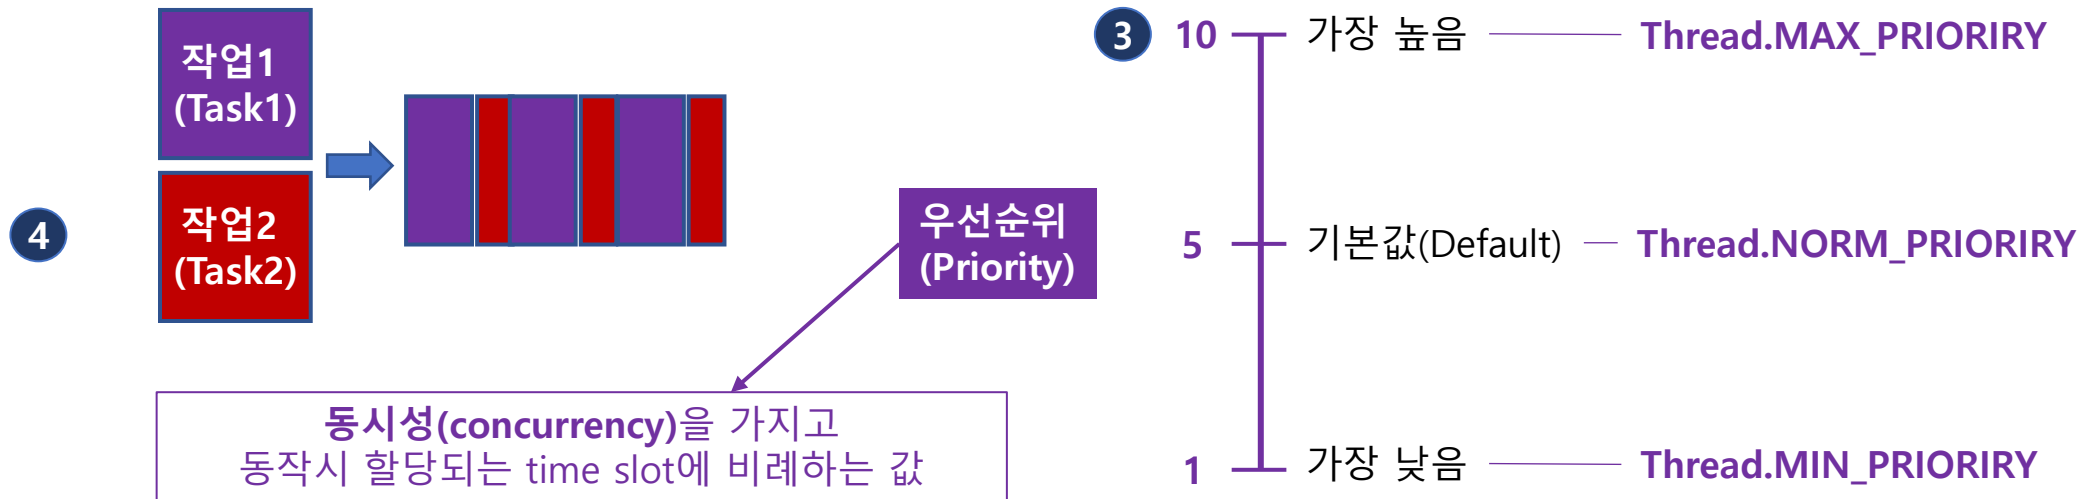 작업1
(Task1)
4
작업2
(Task2)
우선순위
(Priority)
동시성(concurrency)을 가지고
동작시 할당되는 time slot에 비례하는 값
3
10 가장 높음 Thread.MAX_PRIORIRY
5 기본값(Default) Thread.NORM_PRIORIRY
1 가장 낮음 Thread.MIN_PRIORIRY